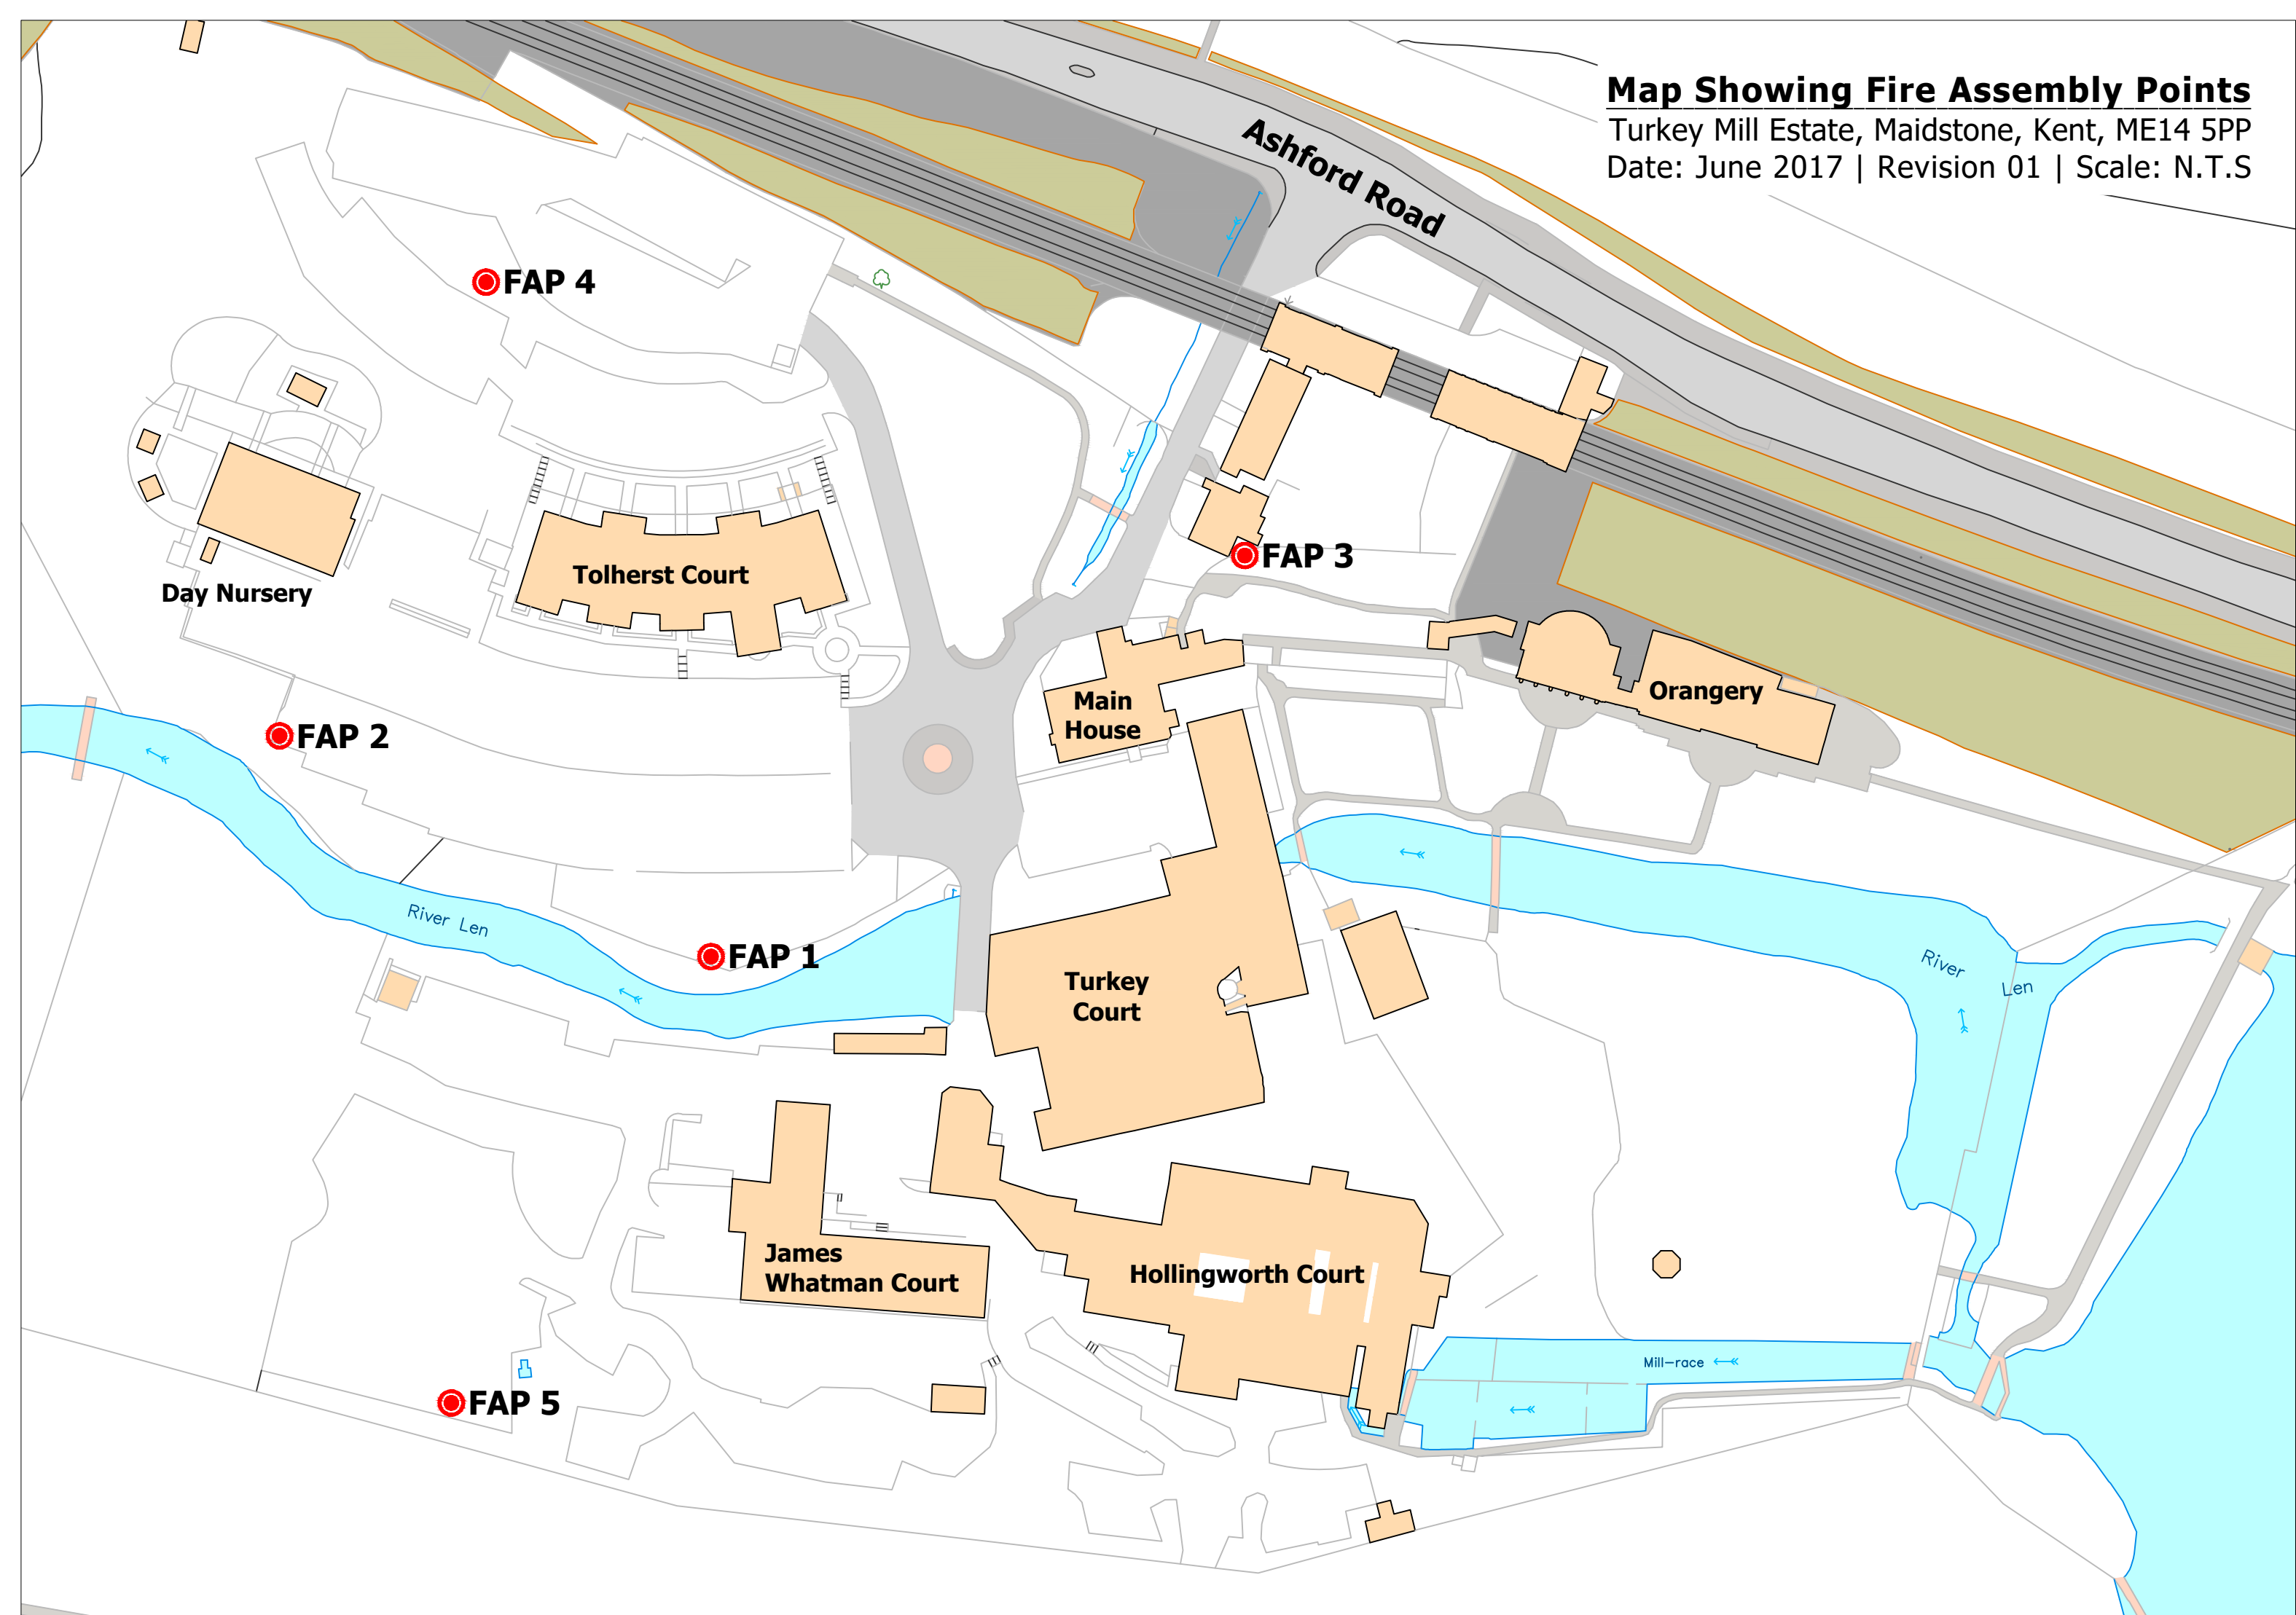 Map Showing Fire Assembly Points
Turkey Mill Estate, Maidstone, Kent, ME14 5PP
Date: June 2017 | Revision 01 | Scale: N.T.S
Ashford Road
FAP 4
FAP 3
Tolherst Court
Day Nursery
Main
House
Orangery
FAP 2
River Len
FAP 1
River
Len
Turkey
Court
James
Whatman Court
Hollingworth Court
Mill-race
FAP 5